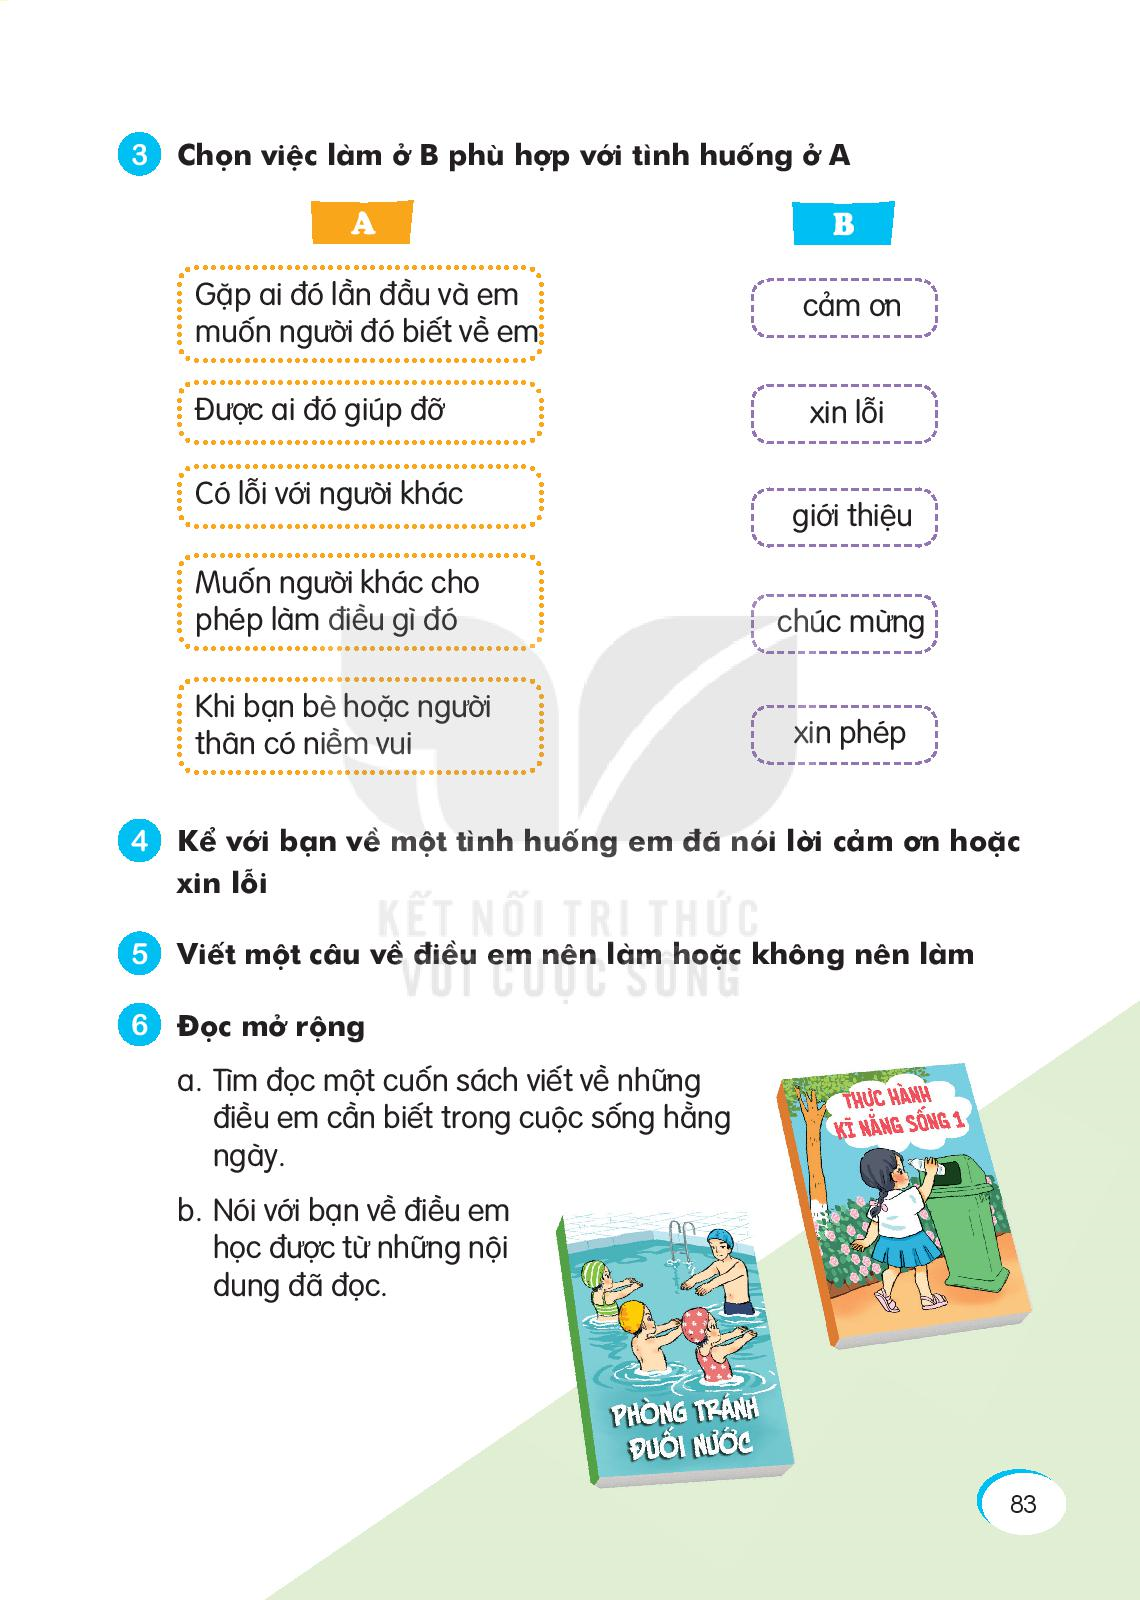 3 Chọn việc làm ở B phù hợp với tình huống ở A
A
B
Gặp ai đó lần đầu và em
muốn người đó biết về em
cảm ơn
Được ai đó giúp đỡ
xin lỗi
Có lỗi với người khác
giới thiệu
Muốn người khác cho
phép làm điều gì đó
chúc mừng
Khi bạn bè hoặc người
thân có niềm vui
xin phép
4 Kể với bạn về một tình huống em đã nói lời cảm ơn hoặc
xin lỗi
KẾT NỐI TRI THỨC
VỚI CUỘC SỐNG
5 Viết một câu về điều em nên làm hoặc không nên làm
6 Đọc mở rộng
a. Tìm đọc một cuốn sách viết về những
điều em cần biết trong cuộc sống hằng
ngày.
b. Nói với bạn về điều em
học được từ những nội
dung đã đọc.
THỰC HÀNH
KĨ NĂNG SỐNG 1
PHÒNG TRÁNH
ĐUỐI NƯỚC
83